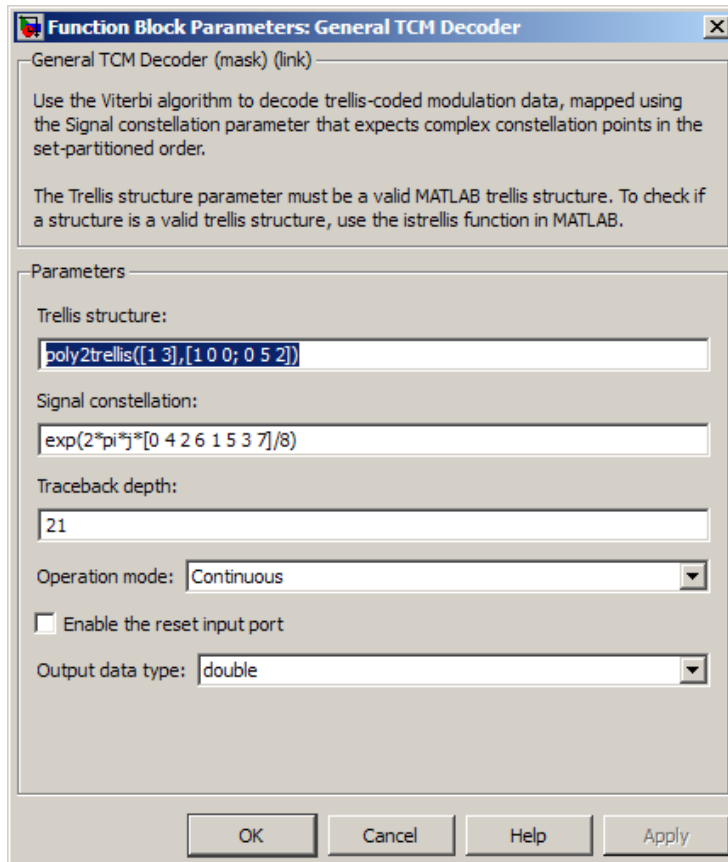 Function Block Parameters: General TCM Decoder
General TCM Decoder (mask) (link)
Use the Viterbi algorithm to decode trellis-coded modulation data, mapped using
the Signal constellation parameter that expects complex constellation points in the
set-partitioned order.
The Trellis structure parameter must be a valid MATLAB trellis structure. To check if
a structure is a valid trellis structure, use the istrellis function in MATLAB.
Parameters
Trellis structure:
poly2trellis([1 3],[1 0 0; 0 5 2])
Signal constellation:
exp(2*pi*j*[0 4 2 6 1 5 3 7]/8)
Traceback depth:
21
Operation mode: Continuous
Enable the reset input port
Output data type: double
OK Cancel Help Apply